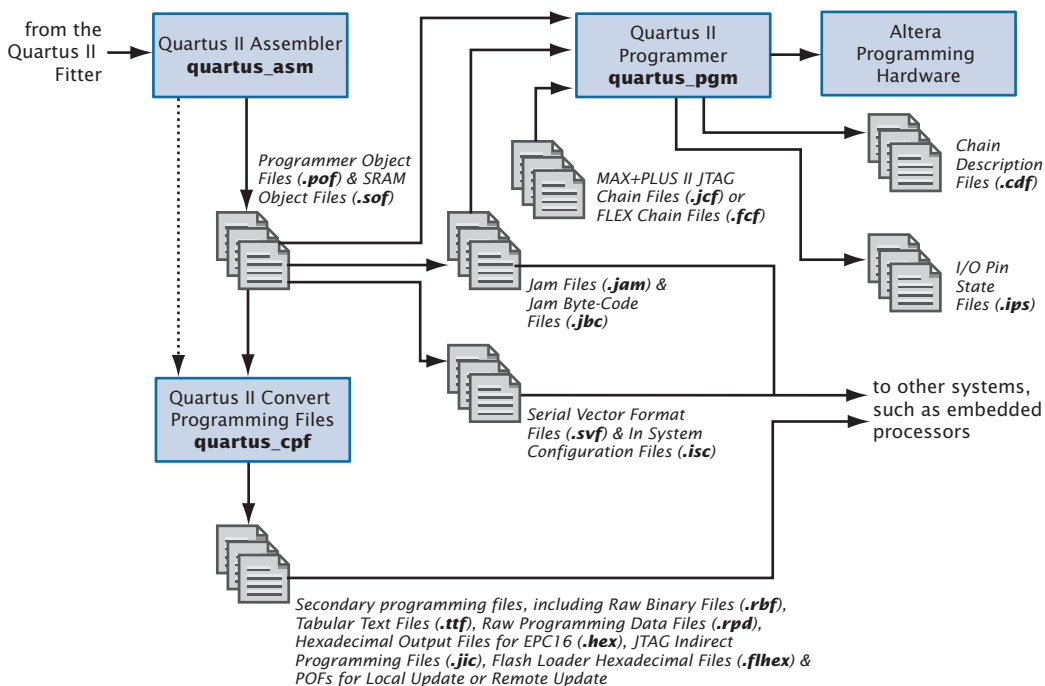 from the
Quartus II
Fitter
Quartus II Assembler
quartus_asm
Quartus II
Programmer
quartus_pgm
Altera
Programming
Hardware
Programmer Object
Files (.pof) & SRAM
Object Files (.sof)
MAX+PLUS II JTAG
Chain Files (.jcf) or
FLEX Chain Files (.fcf)
Chain
Description
Files (.cdf)
Jam Files (.jam) &
Jam Byte-Code
Files (.jbc)
I/O Pin
State
Files (.ips)
Quartus II Convert
Programming Files
quartus_cpf
Serial Vector Format
Files (.svf) & In System
Configuration Files (.isc)
to other systems,
such as embedded
processors
Secondary programming files, including Raw Binary Files (.rbf),
Tabular Text Files (.ttf), Raw Programming Data Files (.rpd),
Hexadecimal Output Files for EPC16 (.hex), JTAG Indirect
Programming Files (.jic), Flash Loader Hexadecimal Files (.flhex) &
POFs for Local Update or Remote Update